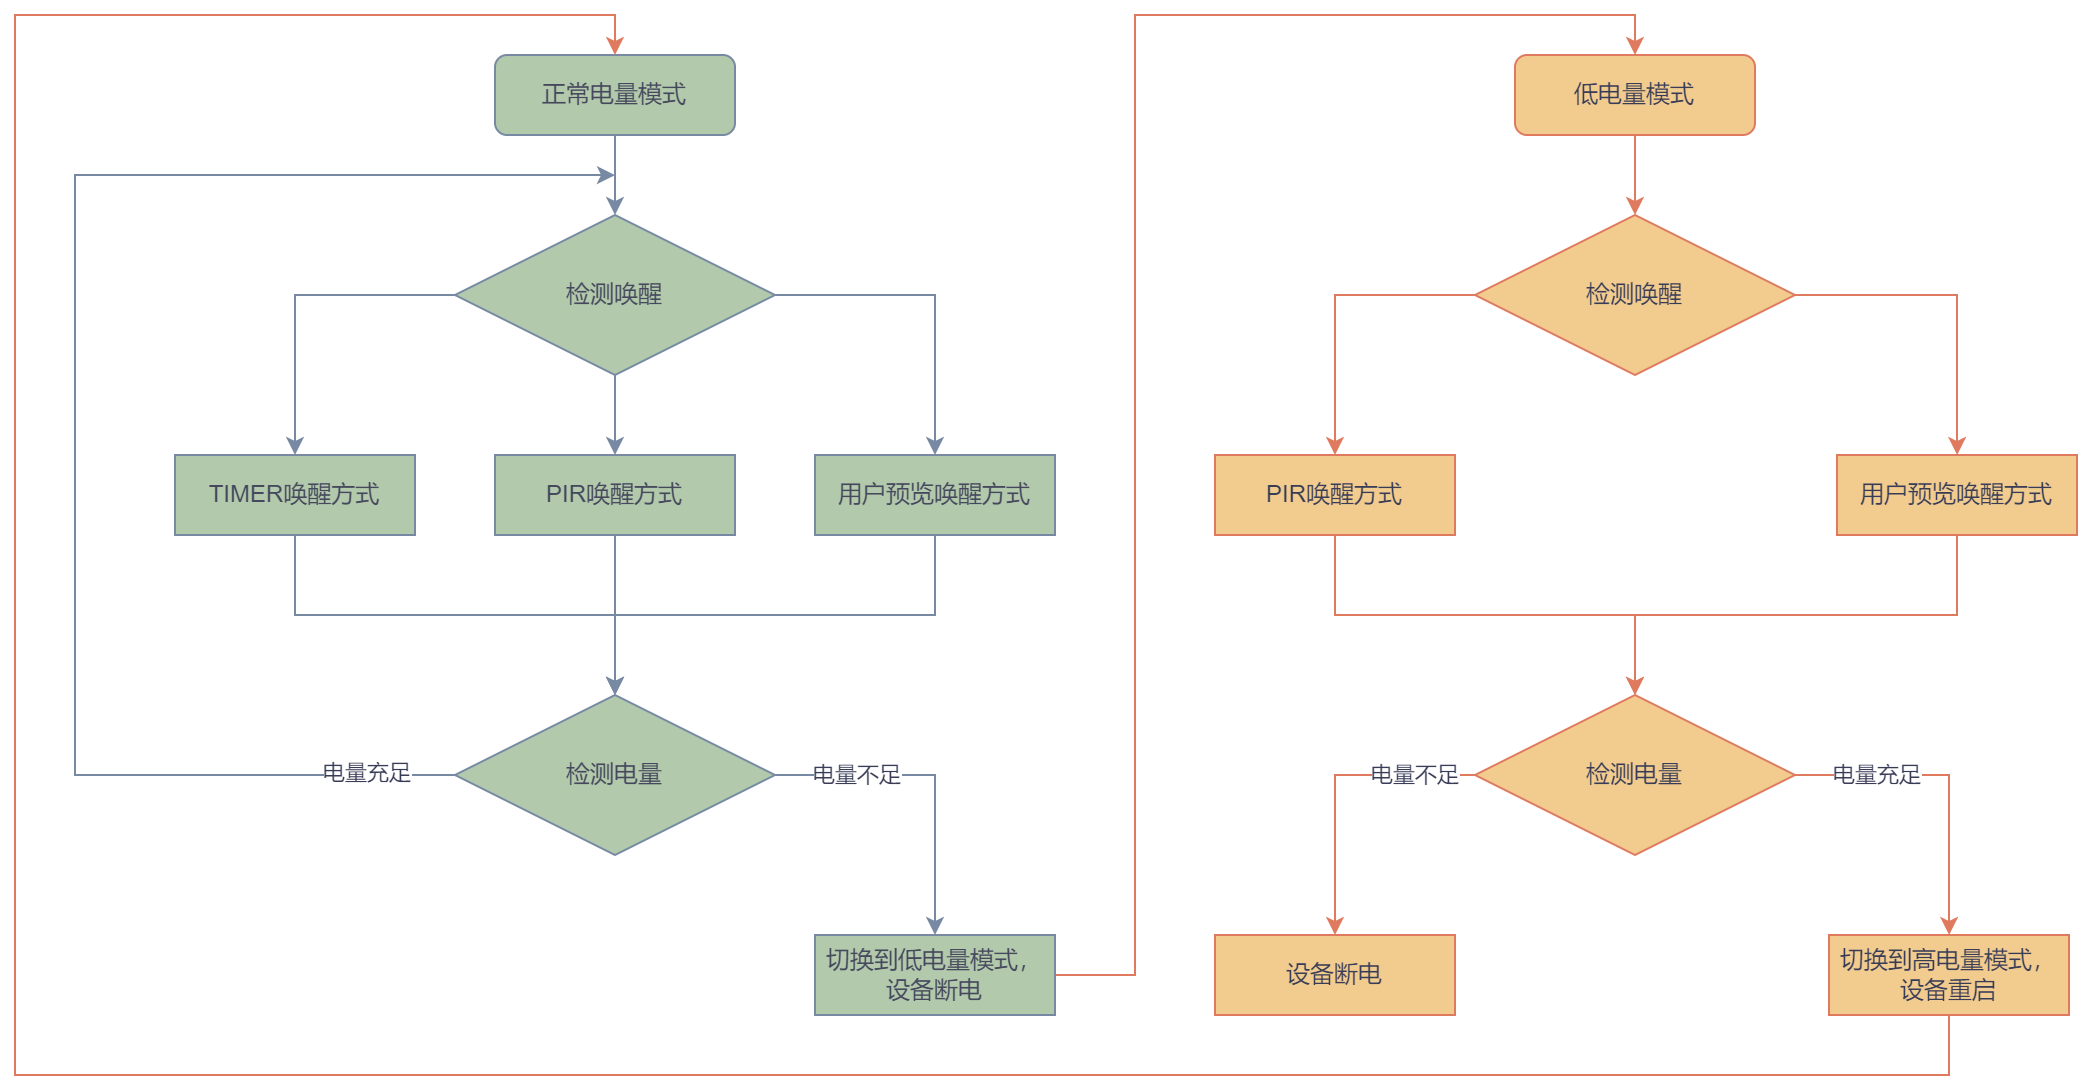 正常电量模式
检测唤醒
TIMER唤醒方式
PIR唤醒方式
用户预览唤醒方式
检测电量
电量充足
电量不足
切换到低电量模式，
设备断电
低电量模式
检测唤醒
PIR唤醒方式
用户预览唤醒方式
检测电量
电量不足
电量充足
设备断电
切换到高电量模式，
设备重启